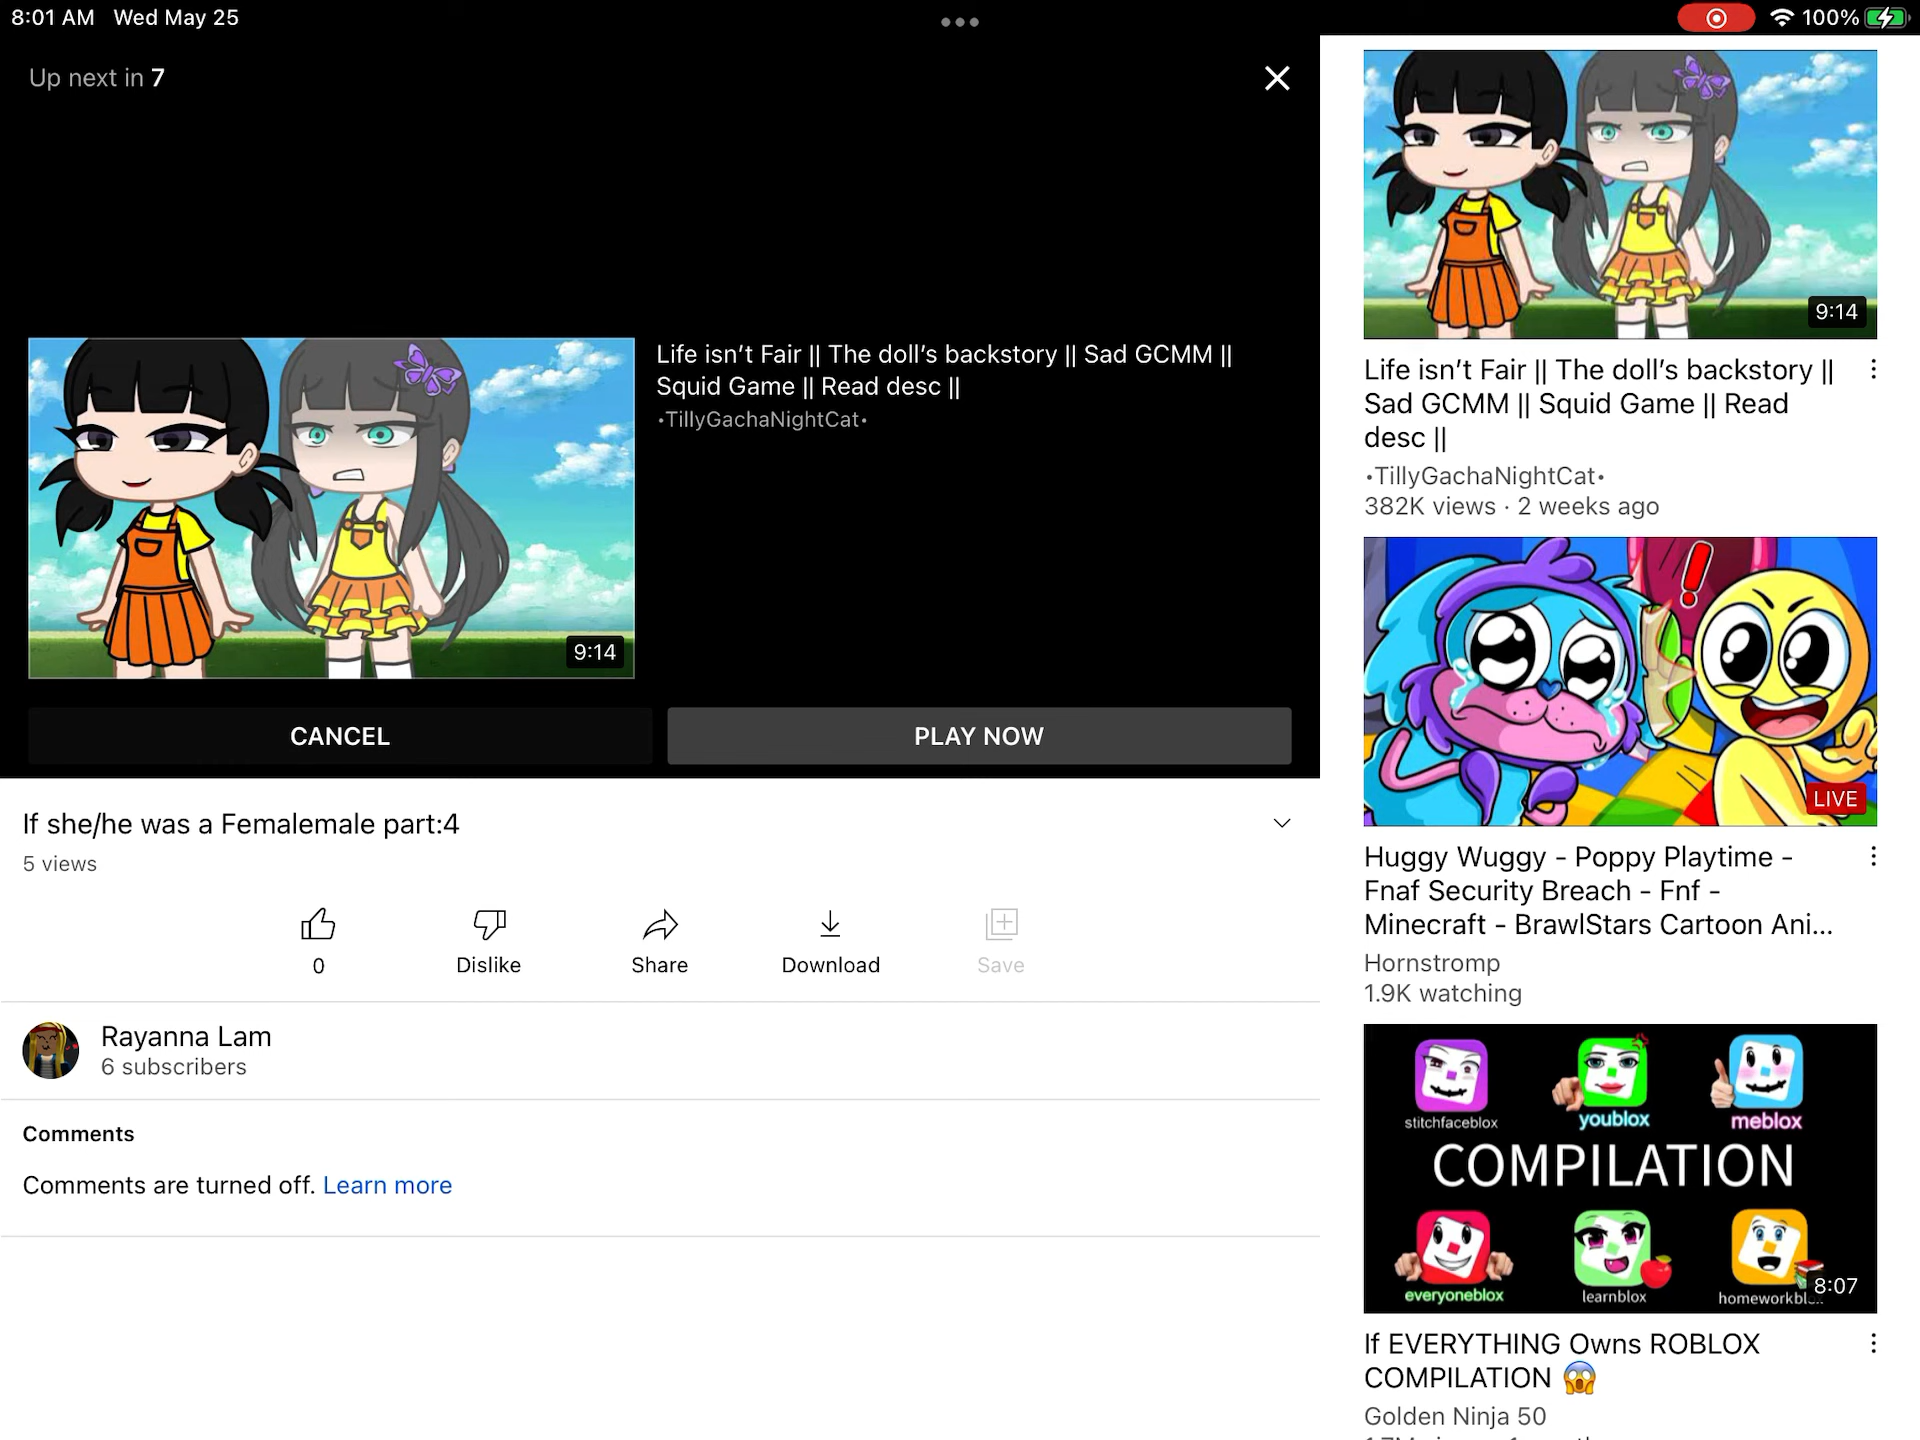 8:01 AM Wed May 25
100%
Up next in 7
Life isn’t Fair || The doll’s backstory || Sad GCMM ||
Squid Game || Read desc ||
•TillyGachaNightCat•
9:14
CANCEL
PLAY NOW
If she/he was a Femalemale part:4
5 views
0
Dislike
Share
Download
Save
Rayanna Lam
6 subscribers
Comments
Comments are turned off. Learn more
9:14
Life isn’t Fair || The doll’s backstory ||
Sad GCMM || Squid Game || Read
desc ||
•TillyGachaNightCat•
382K views · 2 weeks ago
LIVE
Huggy Wuggy - Poppy Playtime -
Fnaf Security Breach - Fnf -
Minecraft - BrawlStars Cartoon Ani...
Hornstromp
1.9K watching
stitchfaceblox
youblox
meblox
COMPILATION
everyoneblox
learnblox
8:07
If EVERYTHING Owns ROBLOX
COMPILATION 😱
Golden Ninja 50